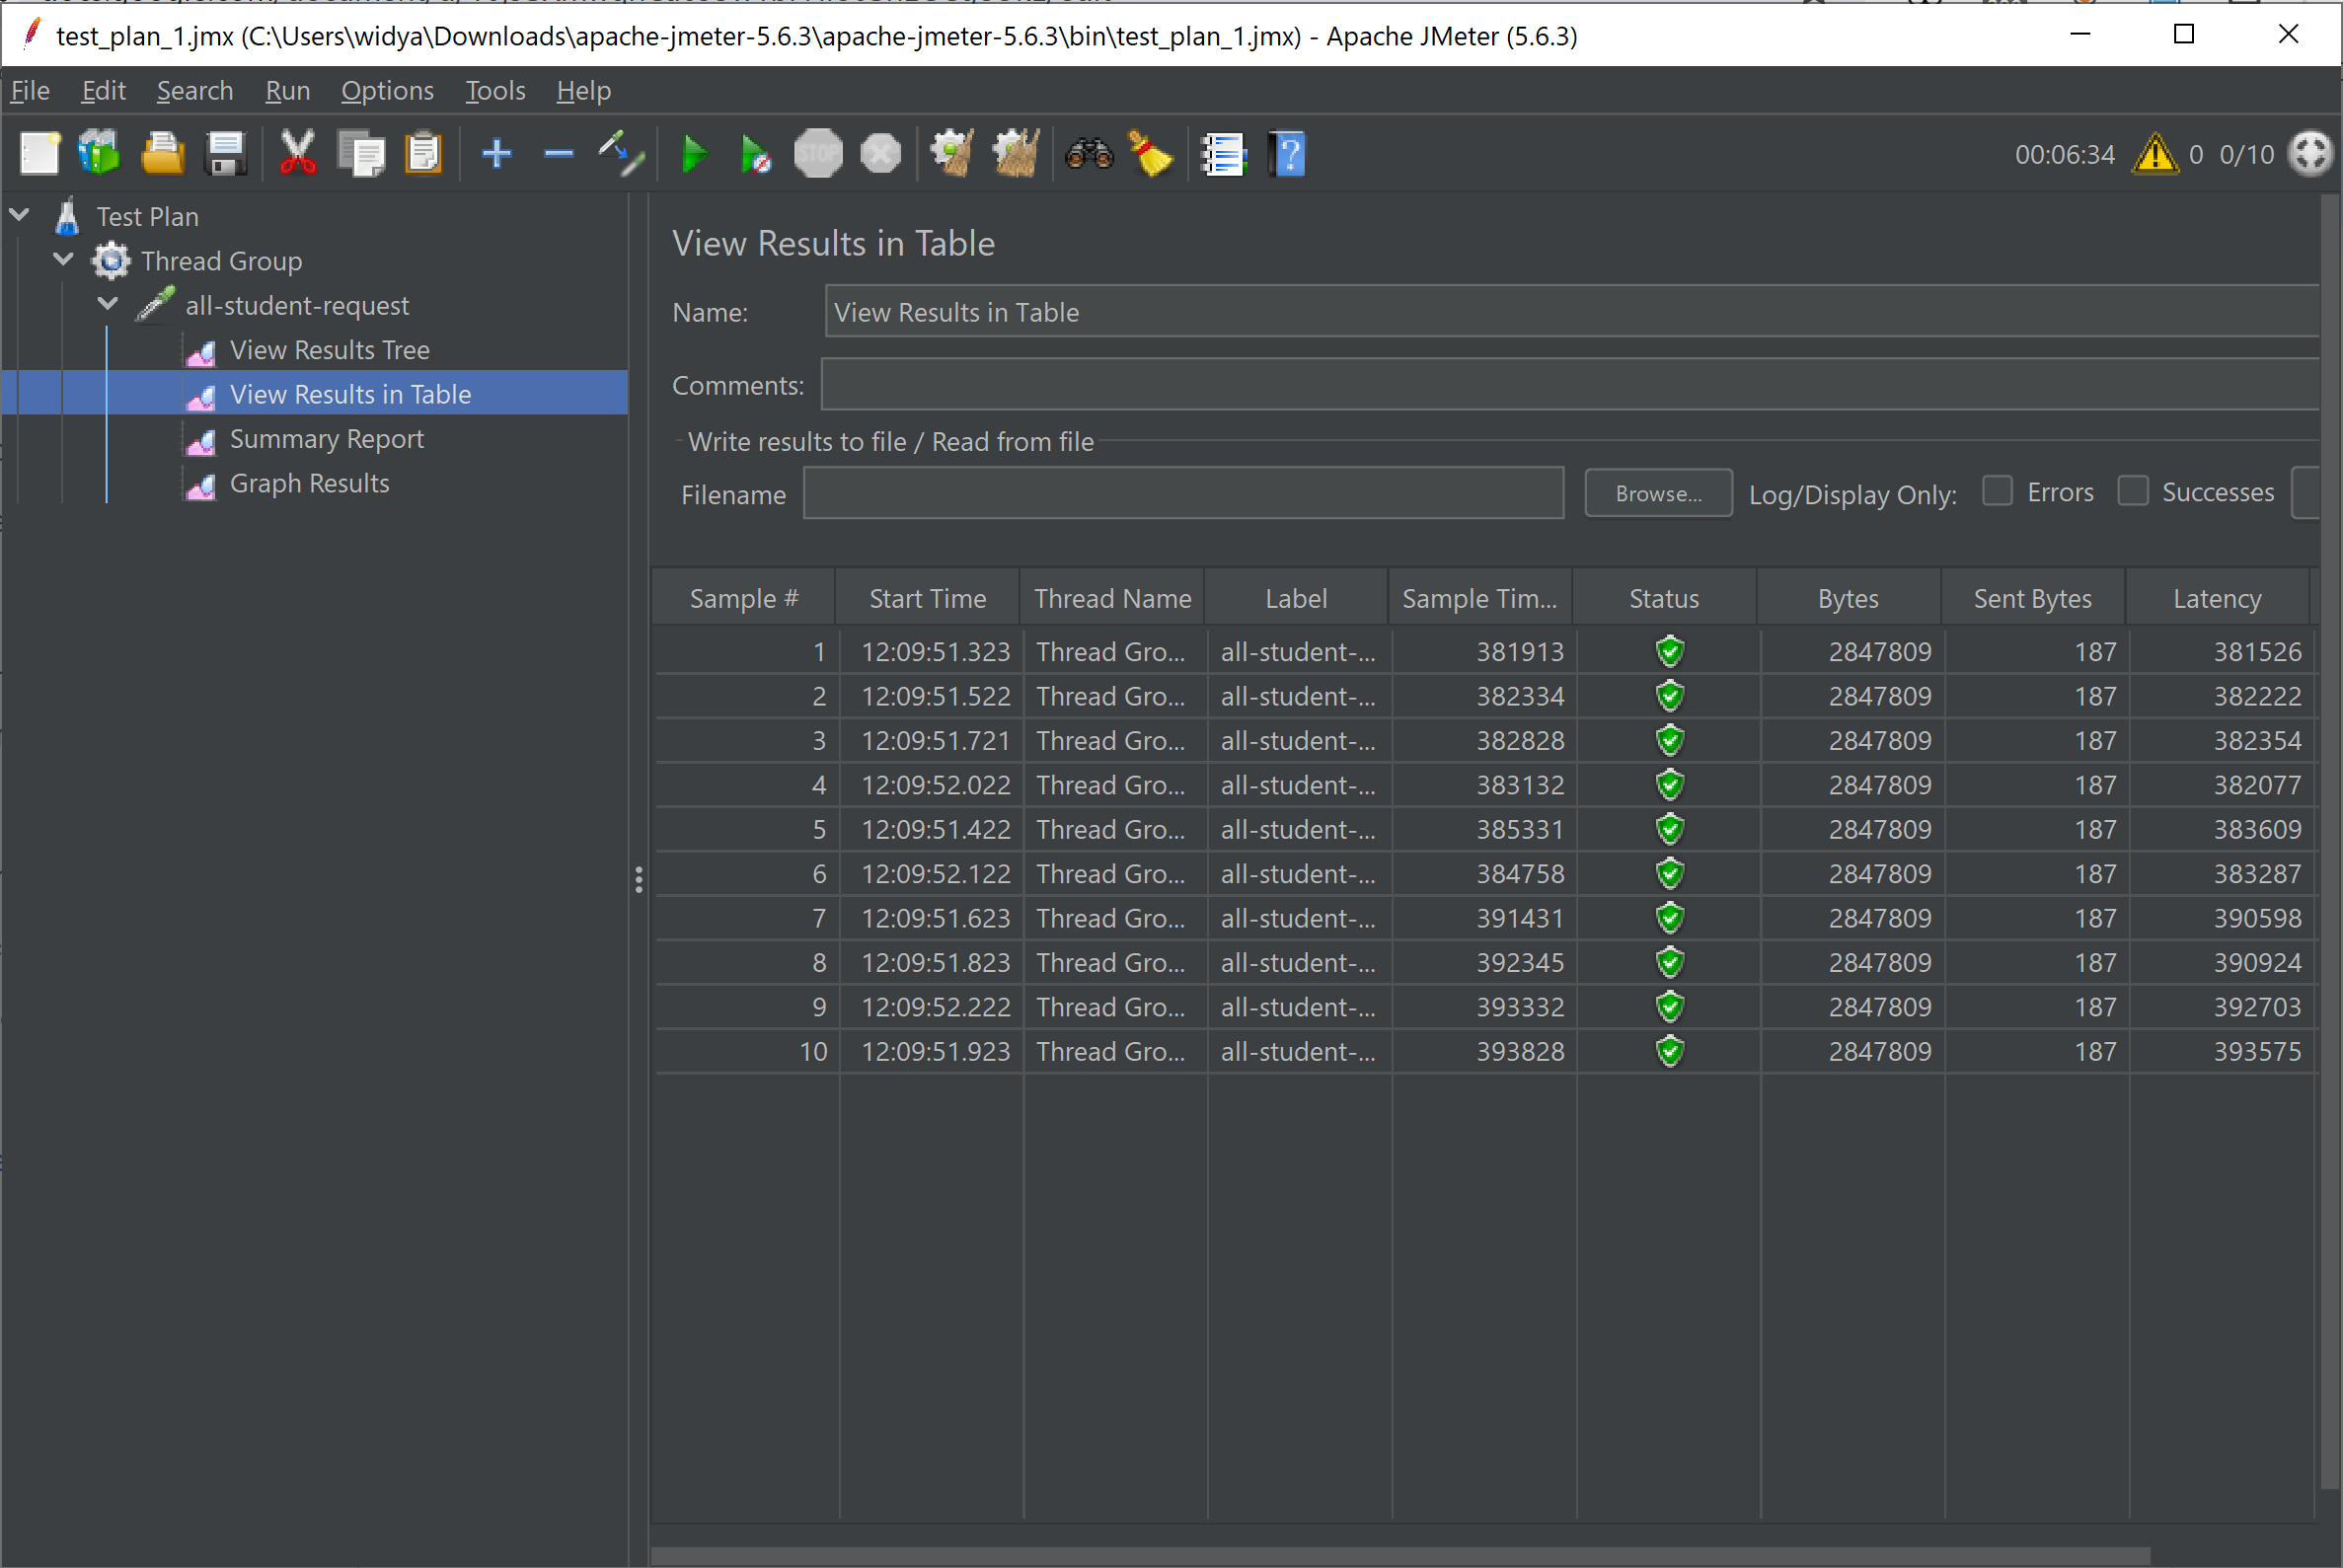 test_plan_1.jmx (C:\Users\widya\Downloads\apache-jmeter-5.6.3\apache-jmeter-5.6.3\bin\test_plan_1.jmx) - Apache JMeter (5.6.3)
File Edit Search Run Options Tools Help
STOP 00:06:34 0 0/10
Test Plan
Thread Group
all-student-request
View Results Tree
View Results in Table
Summary Report
Graph Results
View Results in Table
Name: View Results in Table
Comments:
Write results to file / Read from file
Filename Browse... Log/Display Only: Errors Successes
Sample # Start Time Thread Name Label Sample Tim... Status Bytes Sent Bytes Latency
1 12:09:51.323 Thread Gro... all-student-... 381913 2847809 187 381526
2 12:09:51.522 Thread Gro... all-student-... 382334 2847809 187 382222
3 12:09:51.721 Thread Gro... all-student-... 382828 2847809 187 382354
4 12:09:52.022 Thread Gro... all-student-... 383132 2847809 187 382077
5 12:09:51.422 Thread Gro... all-student-... 385331 2847809 187 383609
6 12:09:52.122 Thread Gro... all-student-... 384758 2847809 187 383287
7 12:09:51.623 Thread Gro... all-student-... 391431 2847809 187 390598
8 12:09:51.823 Thread Gro... all-student-... 392345 2847809 187 390924
9 12:09:52.222 Thread Gro... all-student-... 393332 2847809 187 392703
10 12:09:51.923 Thread Gro... all-student-... 393828 2847809 187 393575